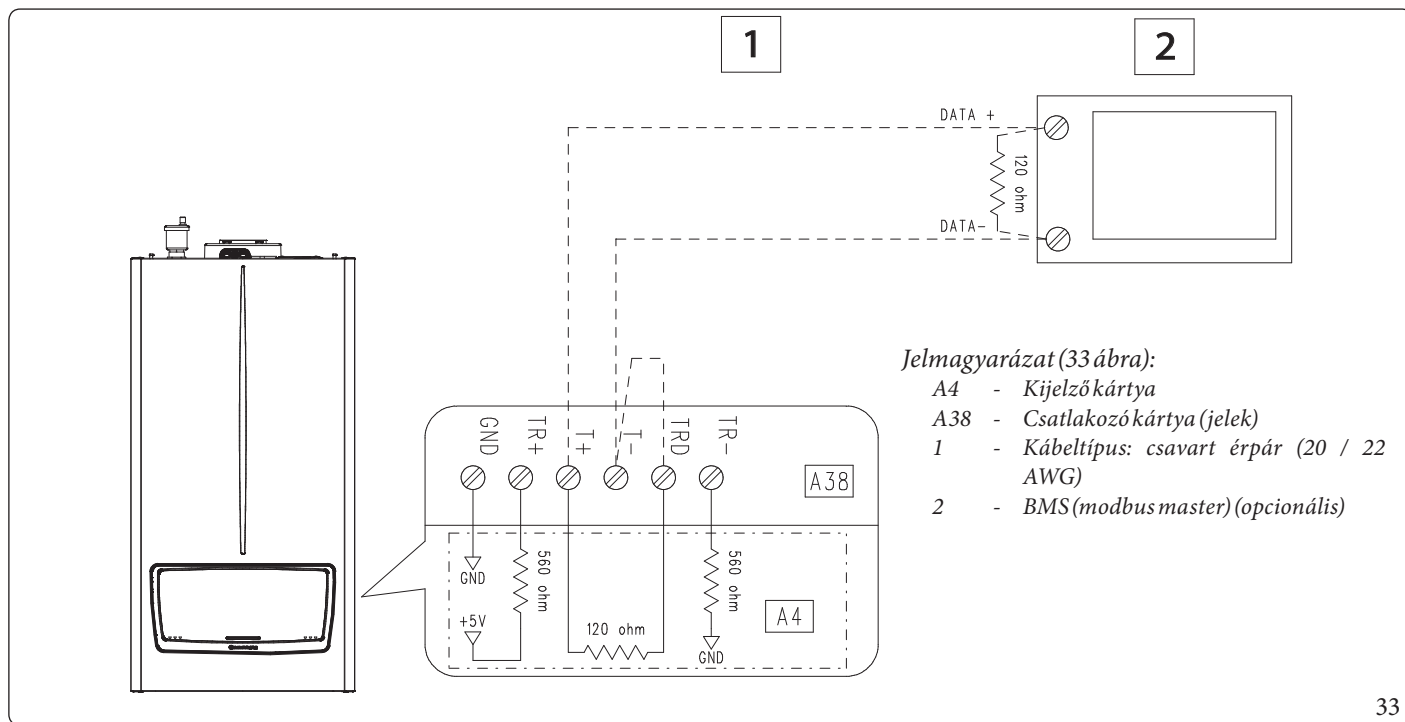 1
2
DATA +
120 ohm
DATA-
Jelmagyarázat (33 ábra):
A4 - Kijelző kártya
A38 - Csatlakozó kártya (jelek)
1 - Kábeltípus: csavart érpár (20 / 22
AWG)
2 - BMS (modbus master) (opcionális)
GND
TR+
T+
T-
TRD
TR-
A38
GND
560 ohm
+5V
120 ohm
560 ohm
GND
A4
33